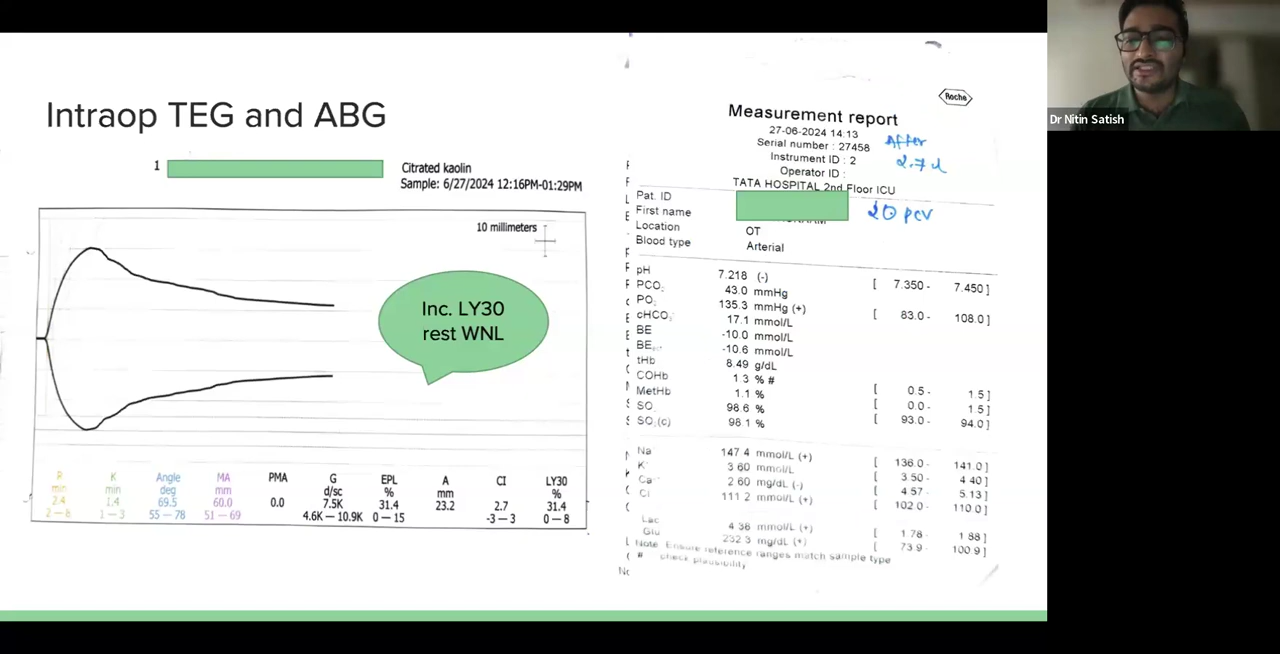 Intraop TEG and ABG
1
Citrated kaolin
Sample: 6/27/2024 12:16PM-01:29PM
10 millimeters
Inc. LY30
rest WNL
R K Angle MA PMA G EPL A CI LY30
min min deg mm d/sc % mm %
2.4 1.4 69.5 60.0 0.0 7.5K 31.4 23.2 2.7 31.4
2 — 8 1 — 3 55 — 78 51 — 69 4.6K — 10.9K 0 — 15 -3 — 3 0 — 8
Roche
Measurement report
27-06-2024 14:13
Serial number : 27458
Instrument ID : 2
Operator ID :
TATA HOSPITAL 2nd Floor ICU
After
20 pcv
Pat. ID
First name
Location OT
Blood type Arterial
pH 7.218 (-) [ 7.350 - 7.450 ]
PCO2 43.0 mmHg
PO2 135.3 mmHg (+) [ 83.0 - 108.0 ]
cHCO3 17.1 mmol/L
BE -10.0 mmol/L
BE -10.6 mmol/L
tHb 8.49 g/dL
COHb 1.3 % # [ 0.5 - 1.5 ]
MetHb 1.1 % [ 0.0 - 1.5 ]
SO 98.6 % [ 93.0 - 94.0 ]
SO2(c) 98.1 %
Na 147.4 mmol/L (+) [ 136.0 - 141.0 ]
K 3.60 mmol/L [ 3.50 - 4.40 ]
Ca 2.60 mg/dL (-) [ 4.57 - 5.13 ]
Cl 111.2 mmol/L (+) [ 102.0 - 110.0 ]
Lac 4.38 mmol/L (+) [ 1.78 - 1.88 ]
Glu 232.3 mg/dL (+) [ 73.9 - 100.9 ]
Note Ensure reference ranges match sample type
# check plausibility
Dr Nitin Satish